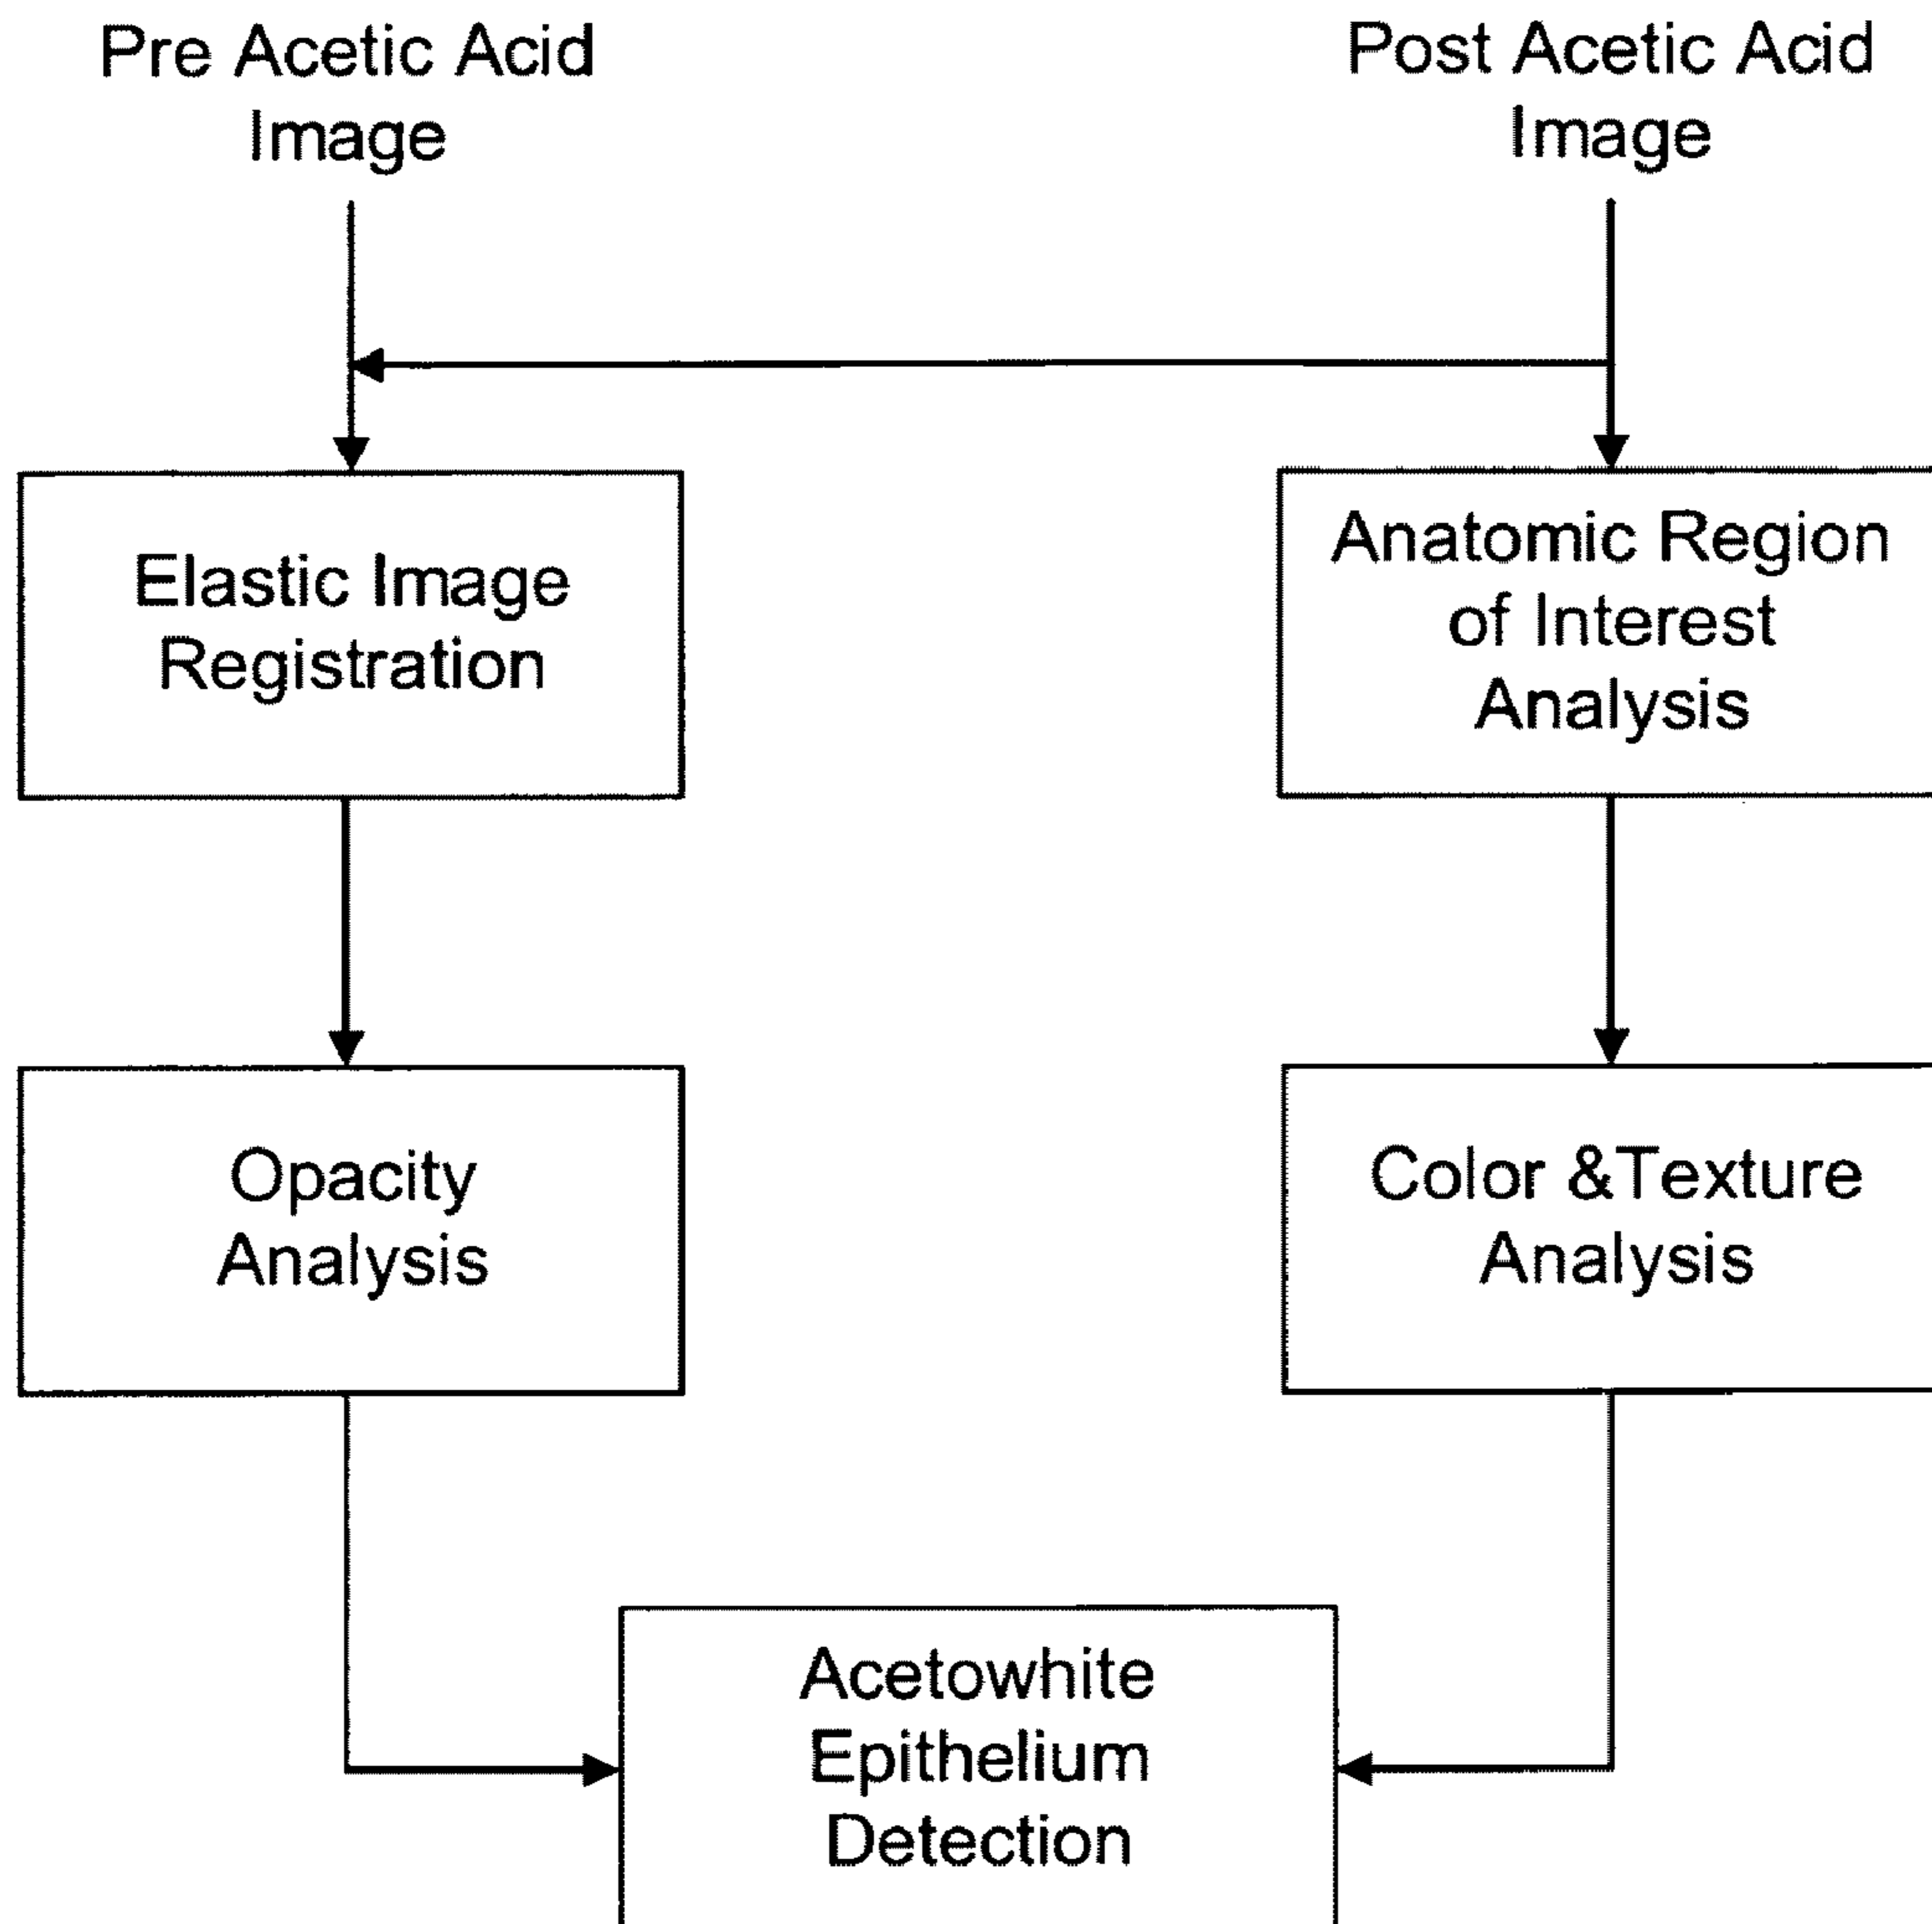 Pre Acetic Acid
Image
Post Acetic Acid
Image
Elastic Image
Registration
Anatomic Region
of Interest
Analysis
Opacity
Analysis
Color &Texture
Analysis
Acetowhite
Epithelium
Detection